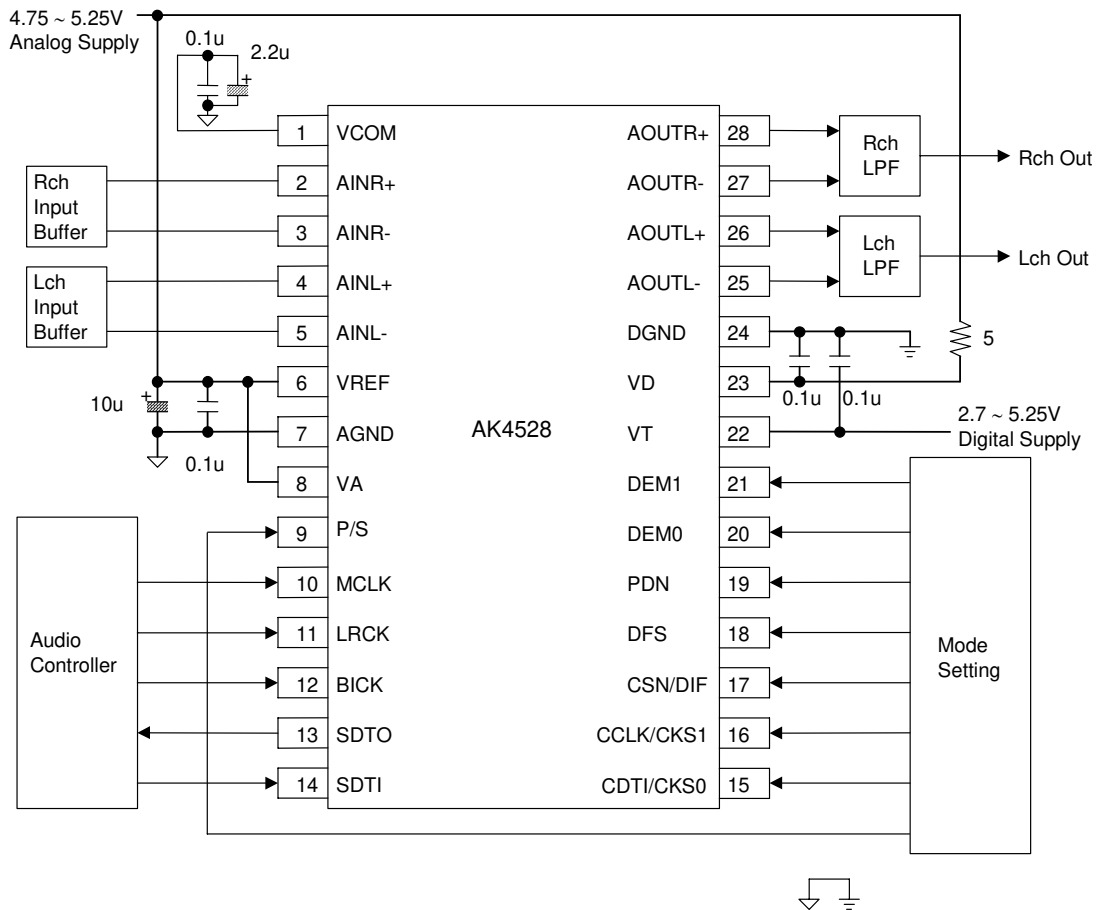 4.75 ~ 5.25V
Analog Supply
0.1u
2.2u
+
1 VCOM
AOUTR+ 28
Rch
LPF
Rch Out
Rch
Input
Buffer
2 AINR+
AOUTR- 27
3 AINR-
AOUTL+ 26
Lch
LPF
Lch Out
Lch
Input
Buffer
4 AINL+
AOUTL- 25
5 AINL-
DGND 24
5
6 VREF
VD 23
0.1u
0.1u
10u
+
0.1u
7 AGND
AK4528
VT 22
2.7 ~ 5.25V
Digital Supply
8 VA
DEM1 21
9 P/S
DEM0 20
10 MCLK
PDN 19
Audio
Controller
11 LRCK
DFS 18
Mode
Setting
12 BICK
CSN/DIF 17
13 SDTO
CCLK/CKS1 16
14 SDTI
CDTI/CKS0 15